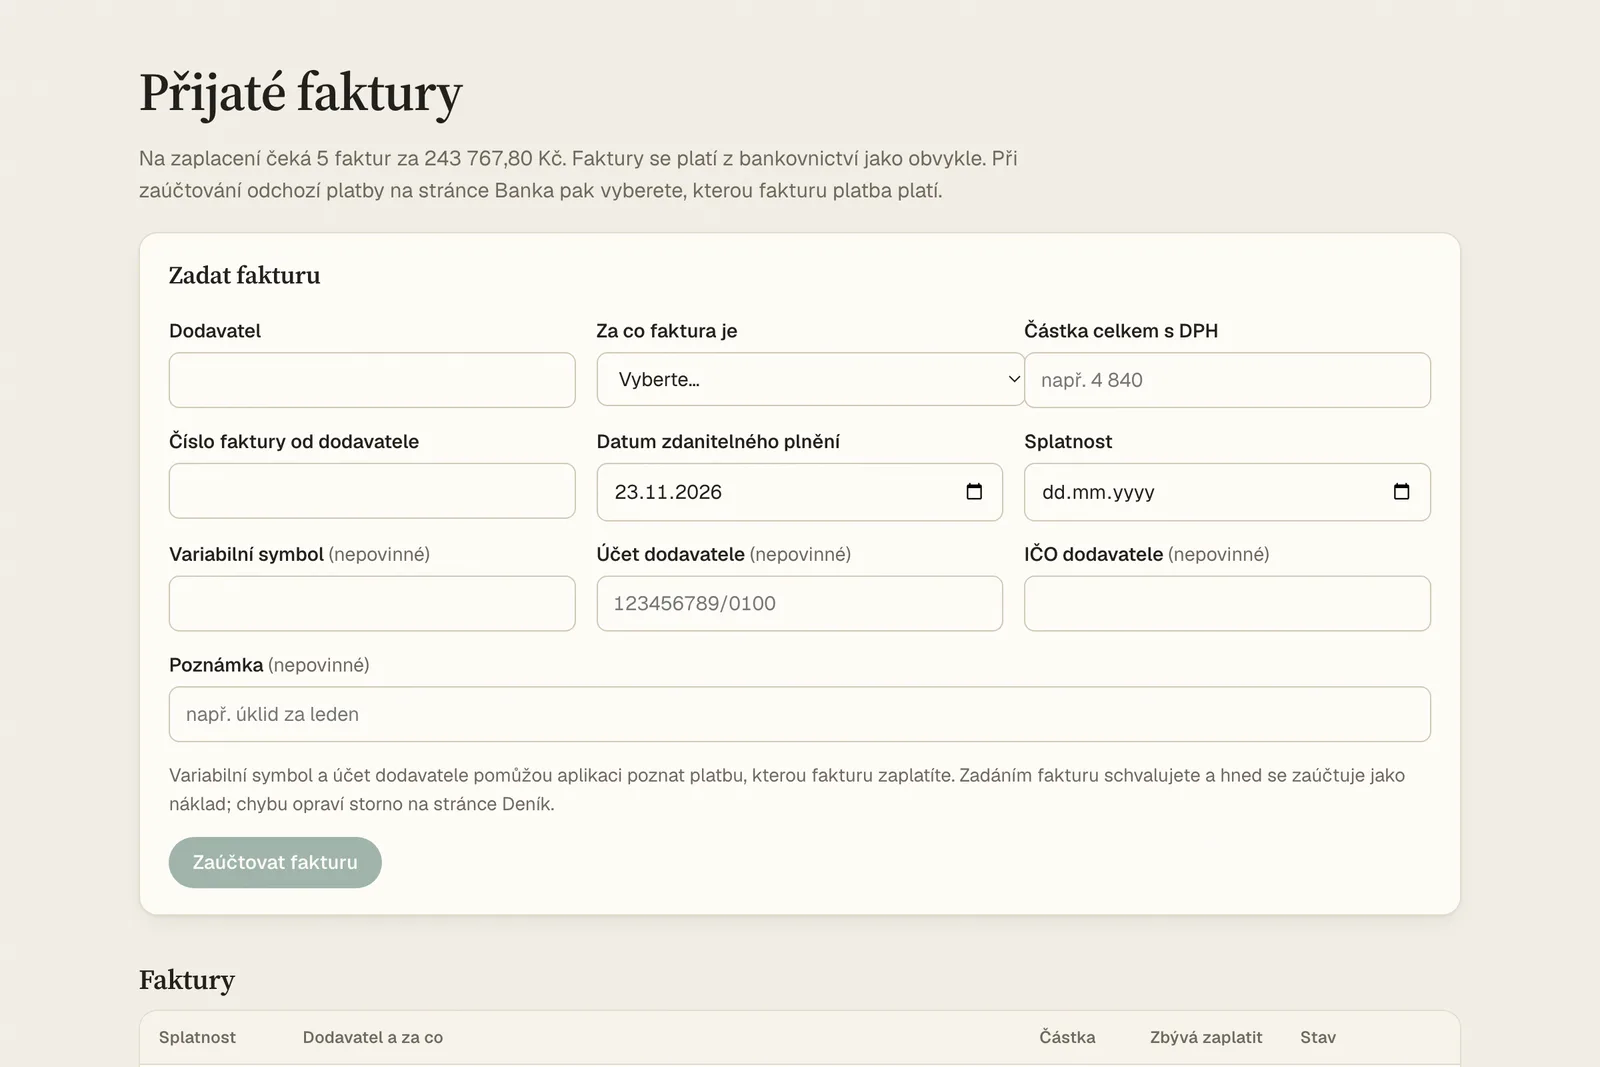 Přijaté faktury
Na zaplacení čeká 5 faktur za 243 767,80 Kč. Faktury se platí z bankovnictví jako obvykle. Při
zaúčtování odchozí platby na stránce Banka pak vyberete, kterou fakturu platba platí.
Zadat fakturu
Dodavatel
Za co faktura je
Vyberte...
Částka celkem s DPH
např. 4 840
Číslo faktury od dodavatele
Datum zdanitelného plnění
23.11.2026
Splatnost
dd.mm.yyyy
Variabilní symbol (nepovinné)
Účet dodavatele (nepovinné)
123456789/0100
IČO dodavatele (nepovinné)
Poznámka (nepovinné)
např. úklid za leden
Variabilní symbol a účet dodavatele pomůžou aplikaci poznat platbu, kterou fakturu zaplatíte. Zadáním fakturu schvalujete a hned se zaúčtuje jako
náklad; chybu opraví storno na stránce Deník.
Zaúčtovat fakturu
Faktury
Splatnost Dodavatel a za co Částka Zbývá zaplatit Stav